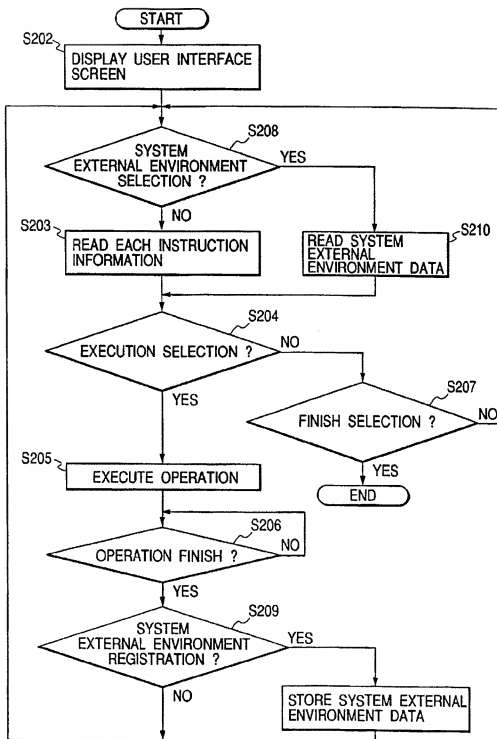 START
S202
DISPLAY USER INTERFACE
SCREEN
S208
SYSTEM
EXTERNAL ENVIRONMENT
SELECTION ?
YES
NO
S203
READ EACH INSTRUCTION
INFORMATION
S210
READ SYSTEM
EXTERNAL
ENVIRONMENT DATA
S204
EXECUTION SELECTION ?
NO
YES
S207
FINISH SELECTION ?
NO
YES
END
S205
EXECUTE OPERATION
S206
OPERATION FINISH ?
NO
YES
S209
SYSTEM
EXTERNAL ENVIRONMENT
REGISTRATION ?
YES
NO
STORE SYSTEM EXTERNAL
ENVIRONMENT DATA